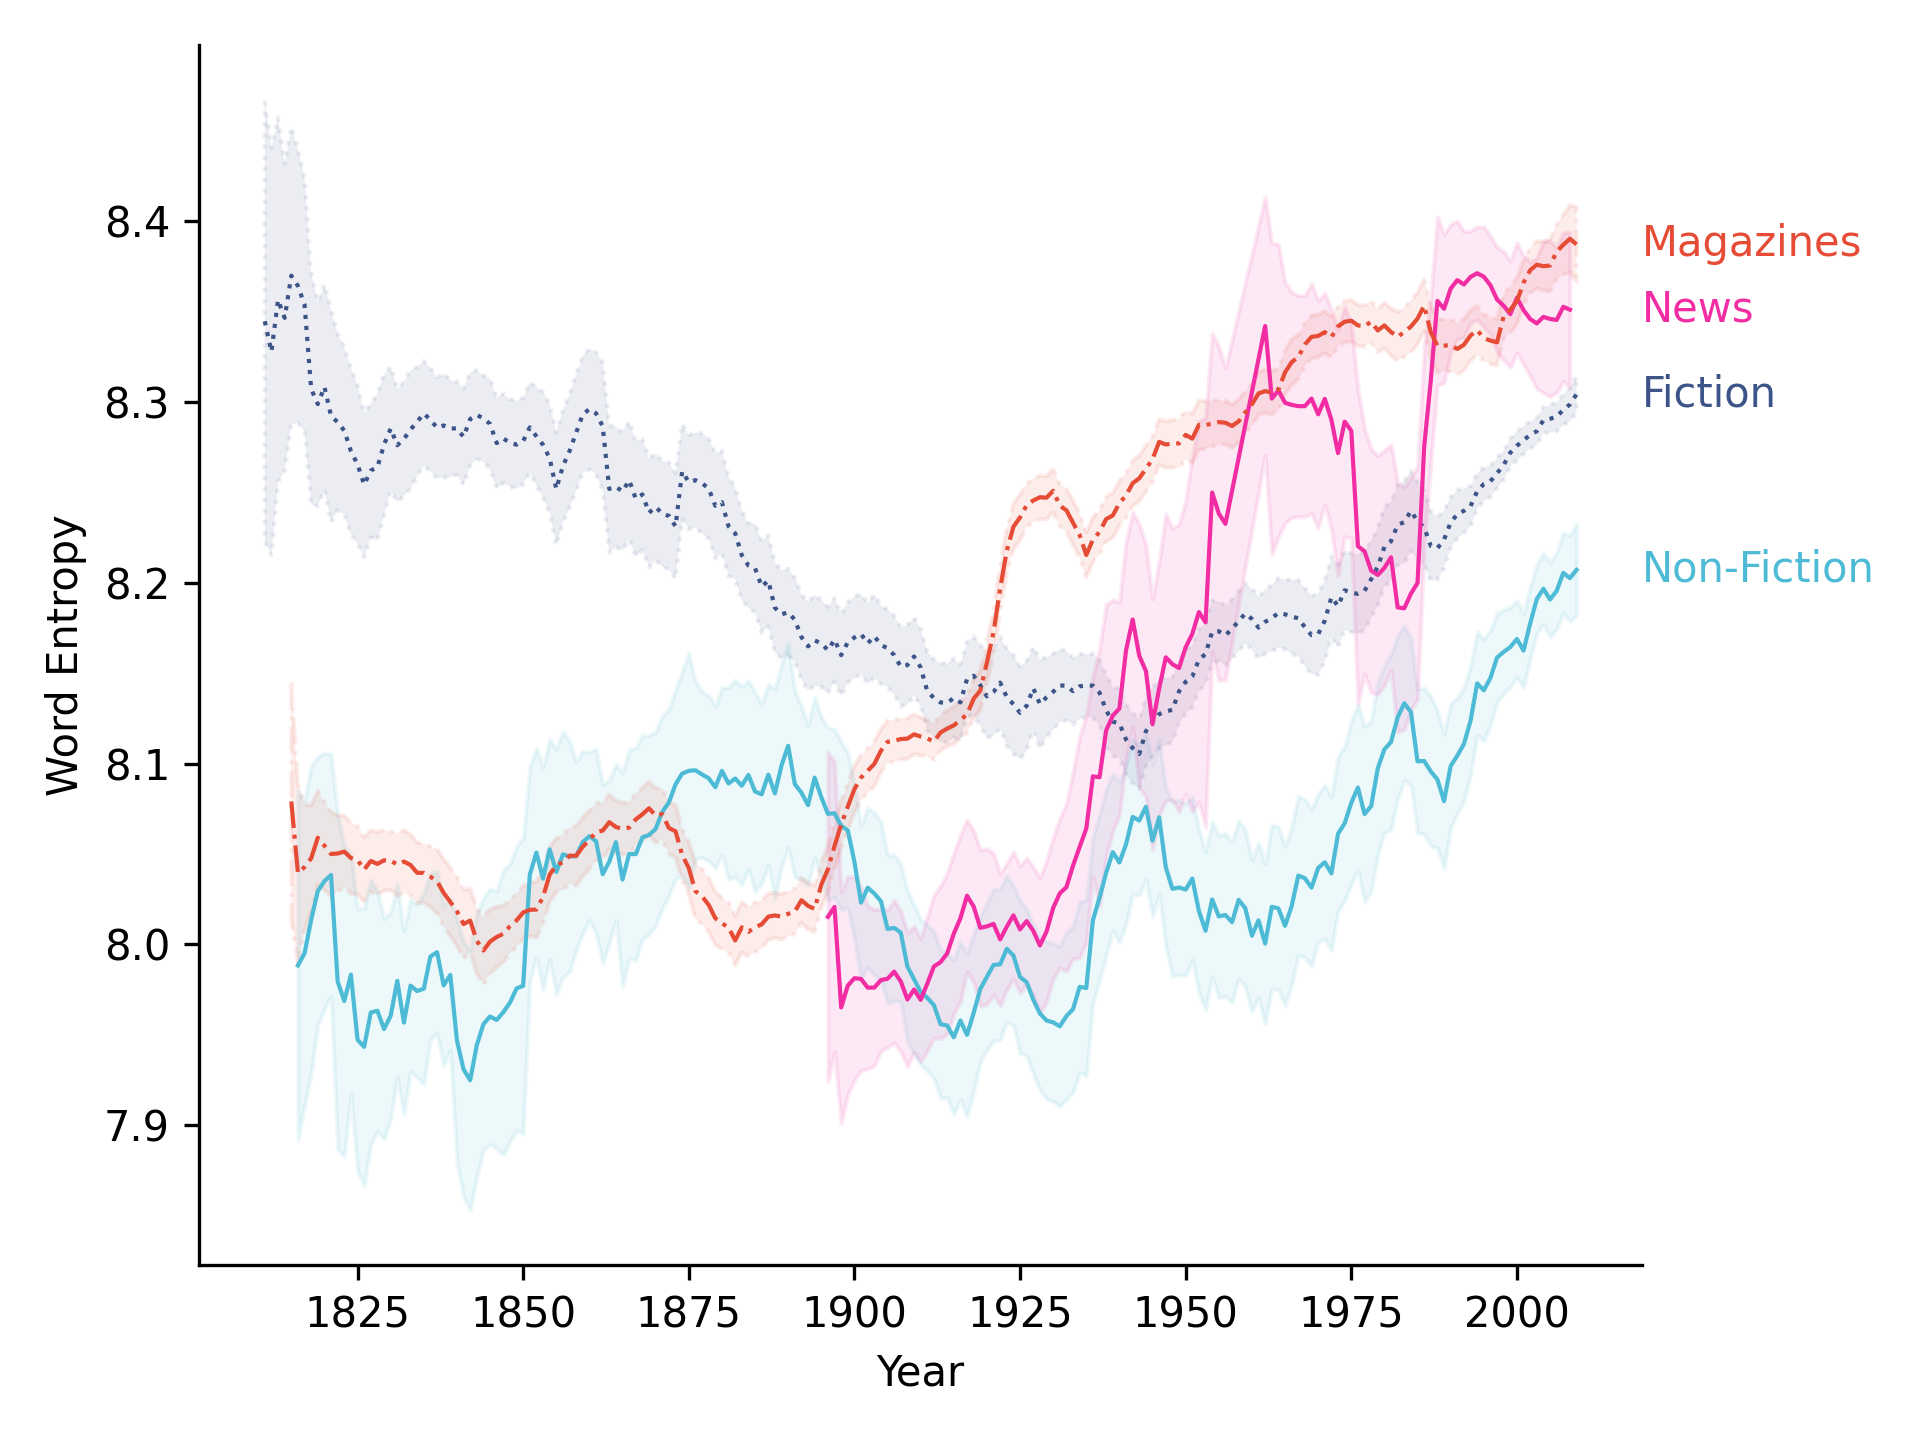 8.4
8.3
8.2
8.1
8.0
7.9
Word Entropy
1825 1850 1875 1900 1925 1950 1975 2000
Year
Magazines
News
Fiction
Non-Fiction